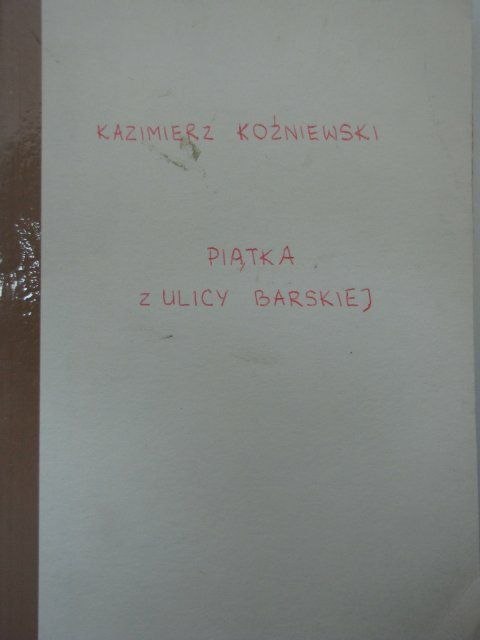 KAZIMIERZ KOŹNIEWSKI
PIĄTKA
Z ULICY BARSKIEJ